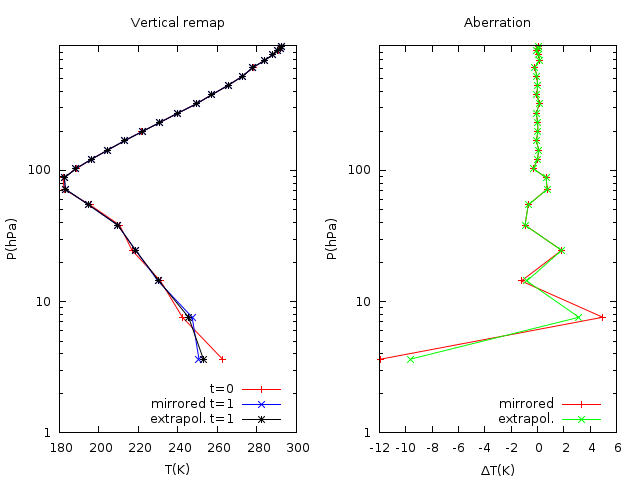 Vertical remap
Aberration
P(hPa)
100
10
1
180 200 220 240 260 280 300
T(K)
t=0
mirrored t=1
extrapol. t=1
P(hPa)
100
10
1
-12 -10 -8 -6 -4 -2 0 2 4 6
ΔT(K)
mirrored
extrapol.